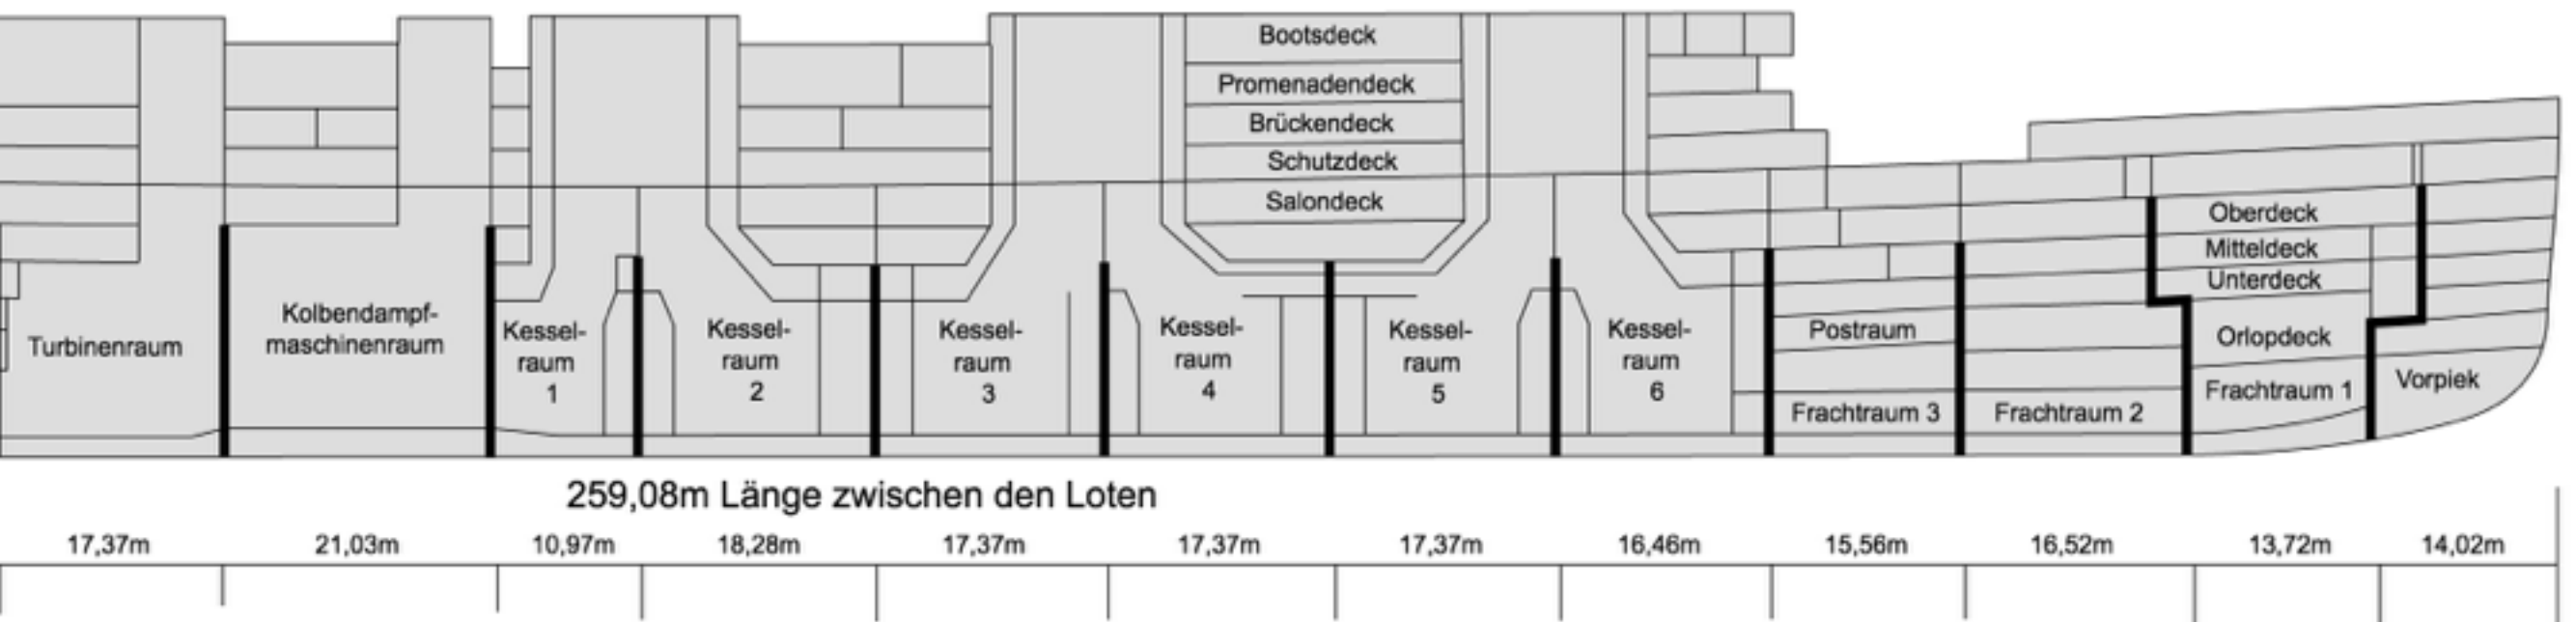 Bootsdeck
Promenadendeck
Brückendeck
Schutzdeck
Salondeck
Oberdeck
Mitteldeck
Unterdeck
Turbinenraum
Kolbendampf-
maschinenraum
Kessel-
raum
1
Kessel-
raum
2
Kessel-
raum
3
Kessel-
raum
4
Kessel-
raum
5
Kessel-
raum
6
Postraum
Frachtraum 3
Frachtraum 2
Orlopdeck
Frachtraum 1
Vorpiek
259,08m Länge zwischen den Loten
17,37m 21,03m 10,97m 18,28m 17,37m 17,37m 17,37m 16,46m 15,56m 16,52m 13,72m 14,02m